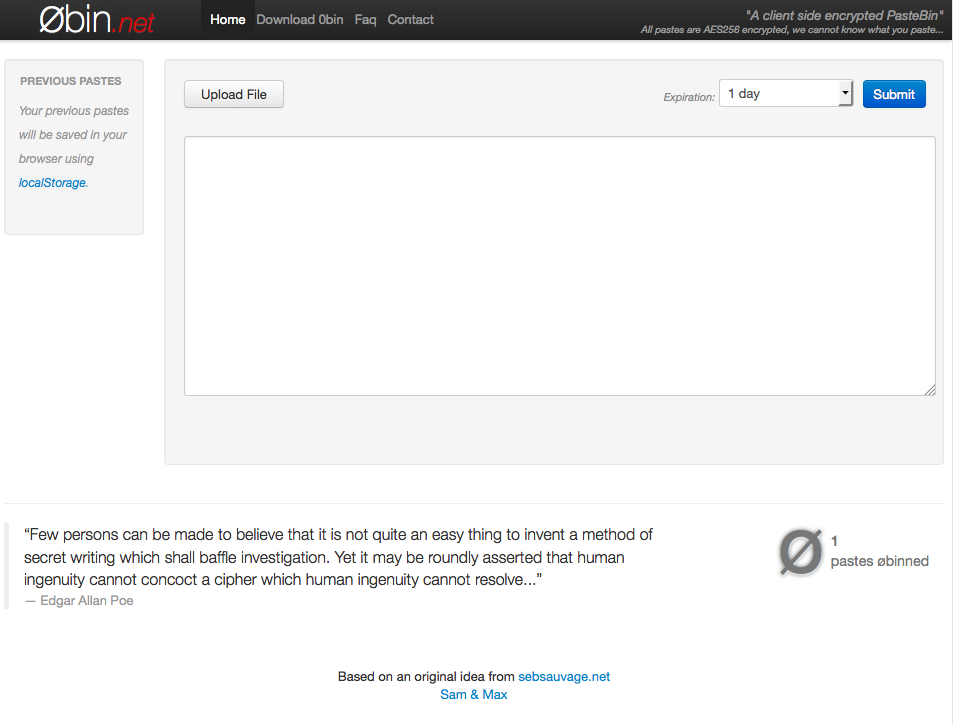 Øbin.net Home Download 0bin Faq Contact
"A client side encrypted PasteBin"
All pastes are AES256 encrypted, we cannot know what you paste...
PREVIOUS PASTES
Your previous pastes
will be saved in your
browser using
localStorage.
Upload File
Expiration: 1 day Submit
“Few persons can be made to believe that it is not quite an easy thing to invent a method of
secret writing which shall baffle investigation. Yet it may be roundly asserted that human
ingenuity cannot concoct a cipher which human ingenuity cannot resolve...”
— Edgar Allan Poe
Ø
1
pastes øbinned
Based on an original idea from sebsauvage.net
Sam & Max